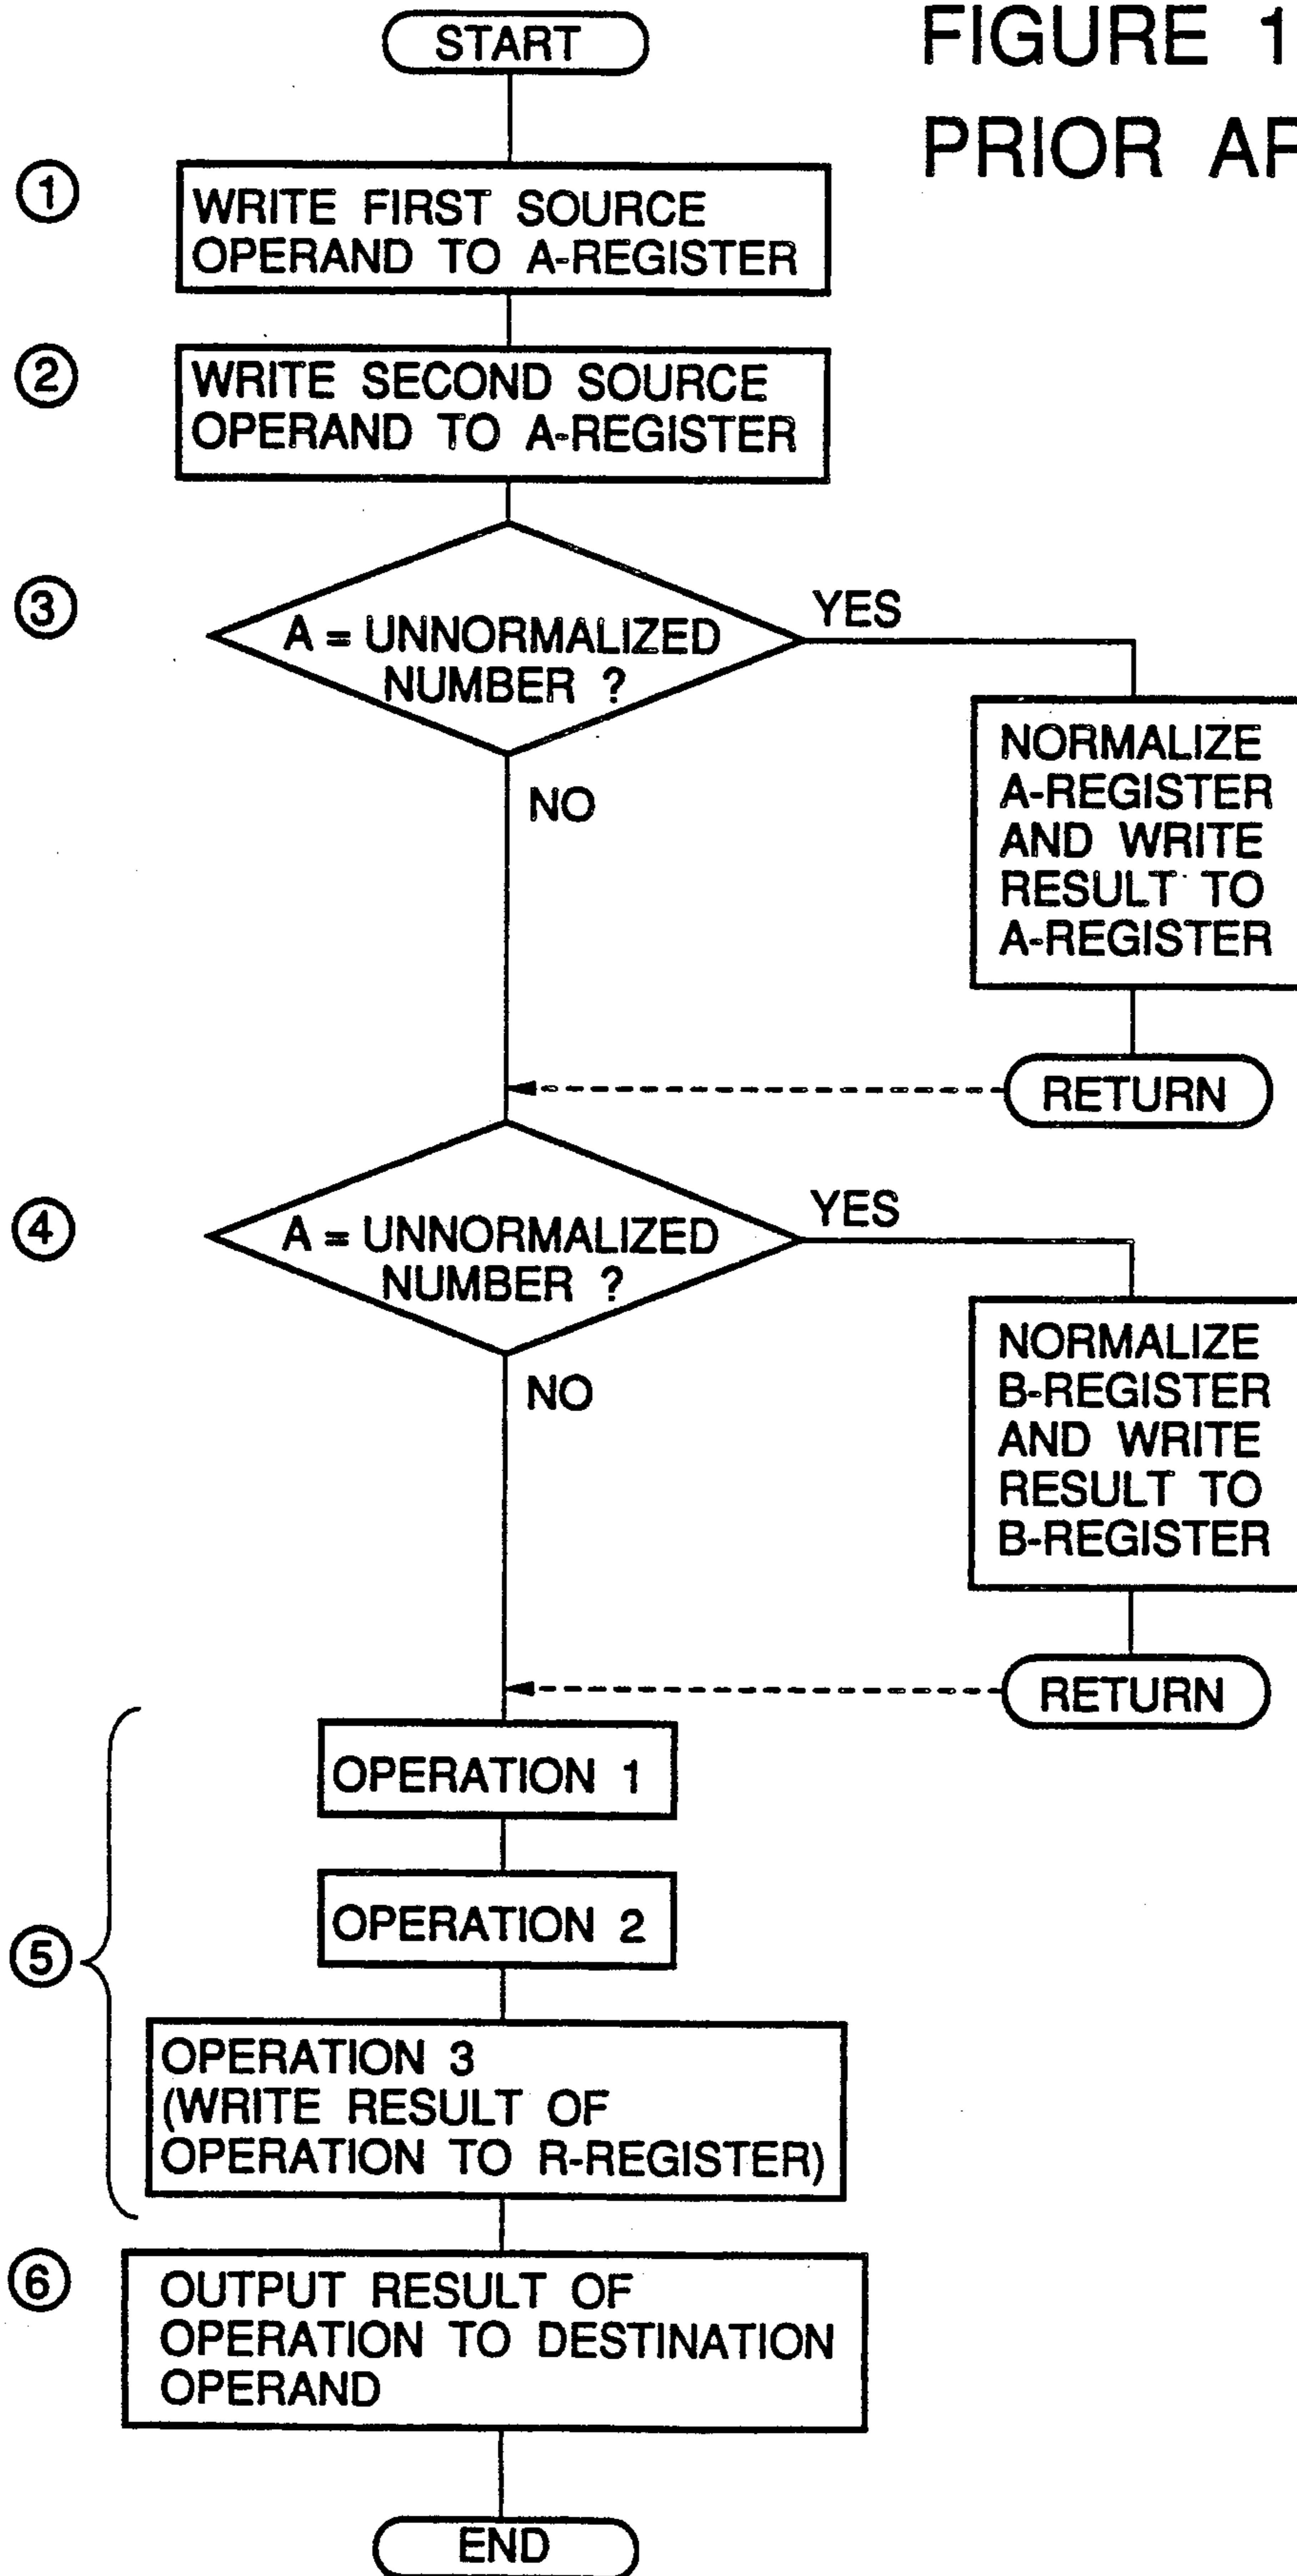 START
FIGURE 1
PRIOR
1
WRITE FIRST SOURCE
OPERAND TO A-REGISTER
2
WRITE SECOND SOURCE
OPERAND TO A-REGISTER
3
A = UNNORMALIZED
NUMBER ?
YES
NO
NORMALIZE
A-REGISTER
AND WRITE
RESULT TO
A-REGISTER
RETURN
4
A = UNNORMALIZED
NUMBER ?
YES
NO
NORMALIZE
B-REGISTER
AND WRITE
RESULT TO
B-REGISTER
RETURN
5
OPERATION 1
OPERATION 2
OPERATION 3
(WRITE RESULT OF
OPERATION TO R-REGISTER)
6
OUTPUT RESULT OF
OPERATION TO DESTINATION
OPERAND
END